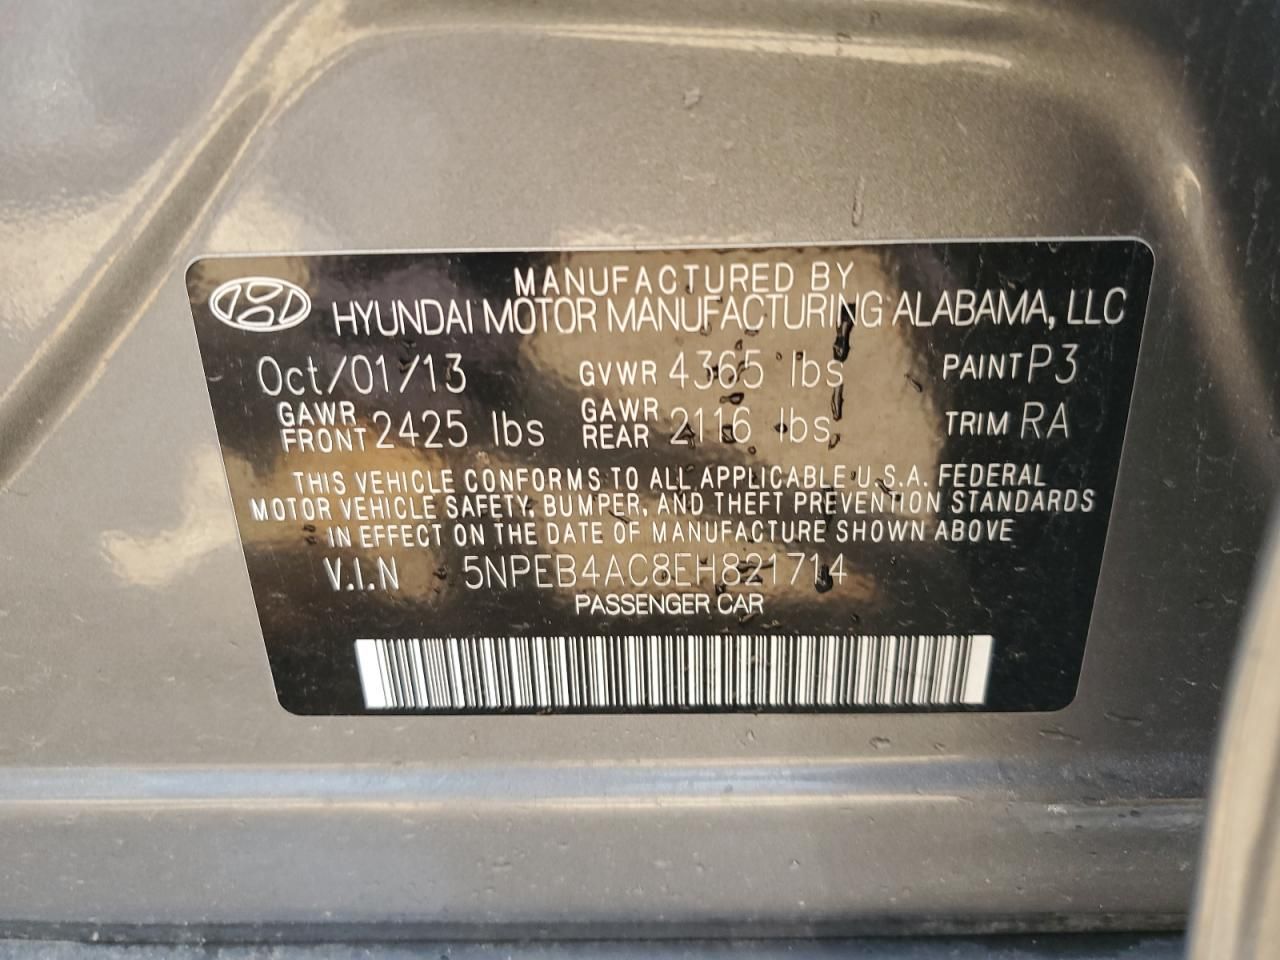 MANUFACTURED BY
HYUNDAI MOTOR MANUFACTURING ALABAMA, LLC
Oct/01/13 GVWR 4365 lbs PAINT P3
GAWR FRONT 2425 lbs GAWR REAR 2116 lbs TRIM RA
THIS VEHICLE CONFORMS TO ALL APPLICABLE U.S.A. FEDERAL
MOTOR VEHICLE SAFETY, BUMPER, AND THEFT PREVENTION STANDARDS
IN EFFECT ON THE DATE OF MANUFACTURE SHOWN ABOVE
V.I.N 5NPEB4AC8EH821714
PASSENGER CAR